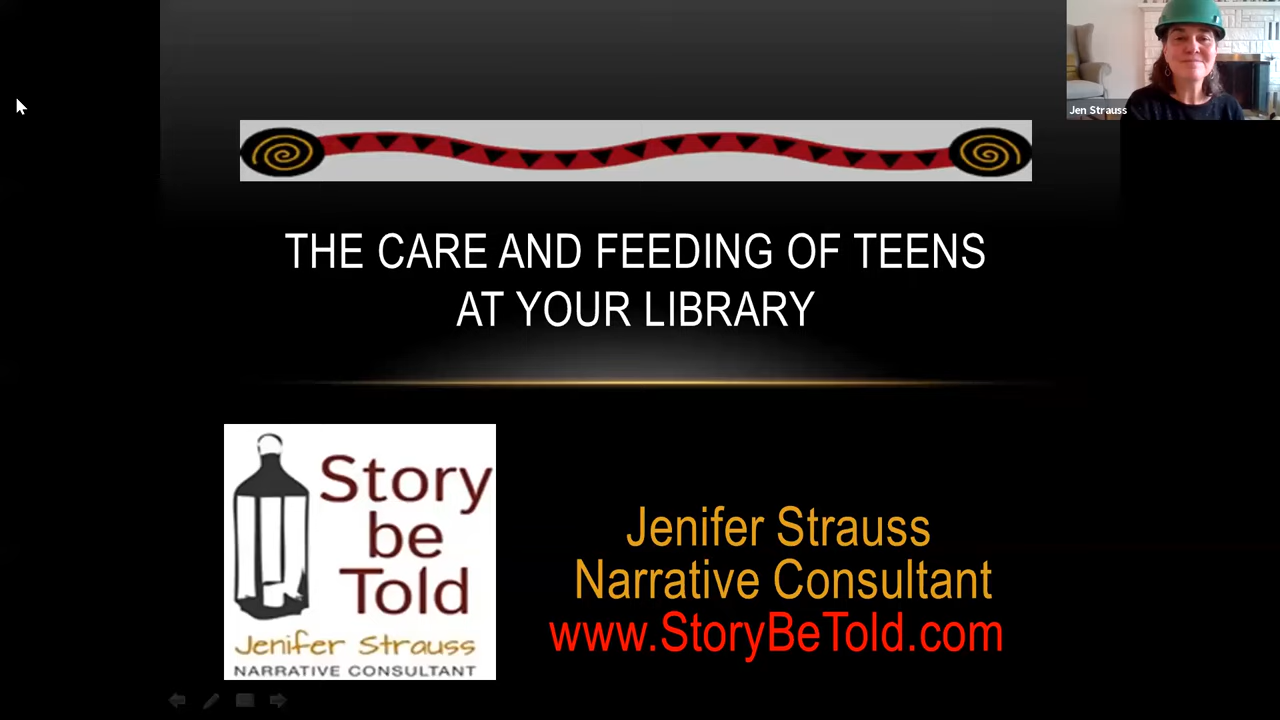 Jen Strauss
THE CARE AND FEEDING OF TEENS
AT YOUR LIBRARY
Story
be
Told
Jenifer Strauss
NARRATIVE CONSULTANT
Jenifer Strauss
Narrative Consultant
www.StoryBeTold.com